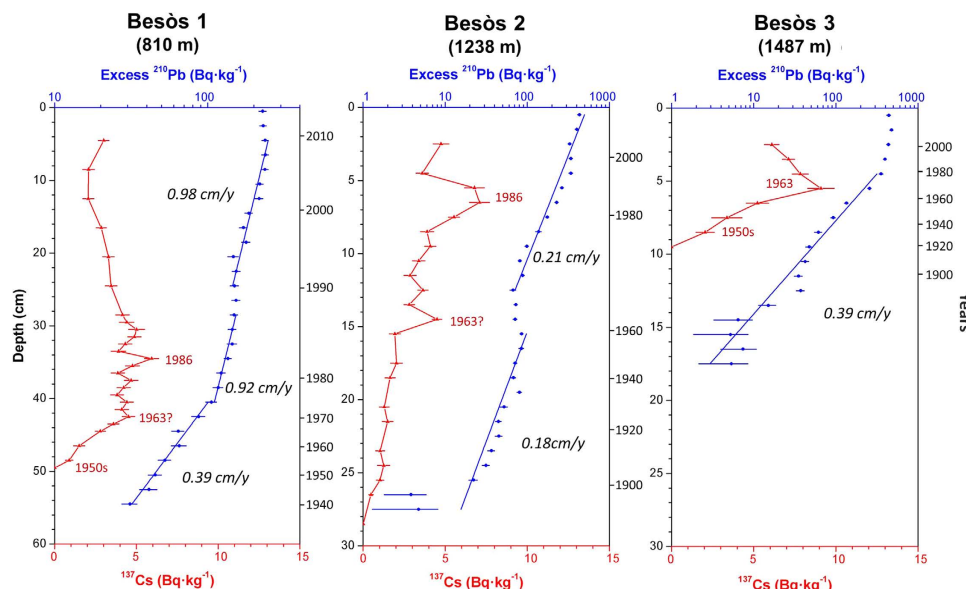 Besòs 1
(810 m)
Excess ²¹⁰Pb (Bq·kg⁻¹)
10 100
0
10
20
30
40
50
60
Depth (cm)
2010
2000
1990
1980
1970
1960
1950
1940
0.98 cm/y
0.92 cm/y
0.39 cm/y
1986
1963?
1950s
0 5 10 15
¹³⁷Cs (Bq·kg⁻¹)
Besòs 2
(1238 m)
Excess ²¹⁰Pb (Bq·kg⁻¹)
1 10 100 1000
0
5
10
15
20
25
30
2000
1980
1960
1940
1920
1900
1986
0.21 cm/y
1963?
0.18cm/y
0 5 10 15
¹³⁷Cs (Bq·kg⁻¹)
Besòs 3
(1487 m)
Excess ²¹⁰Pb (Bq·kg⁻¹)
1 10 100 1000
0
5
10
15
20
25
30
2000
1980
1960
1940
1920
1900
Years
1963
1950s
0.39 cm/y
0 5 10 15
¹³⁷Cs (Bq·kg⁻¹)